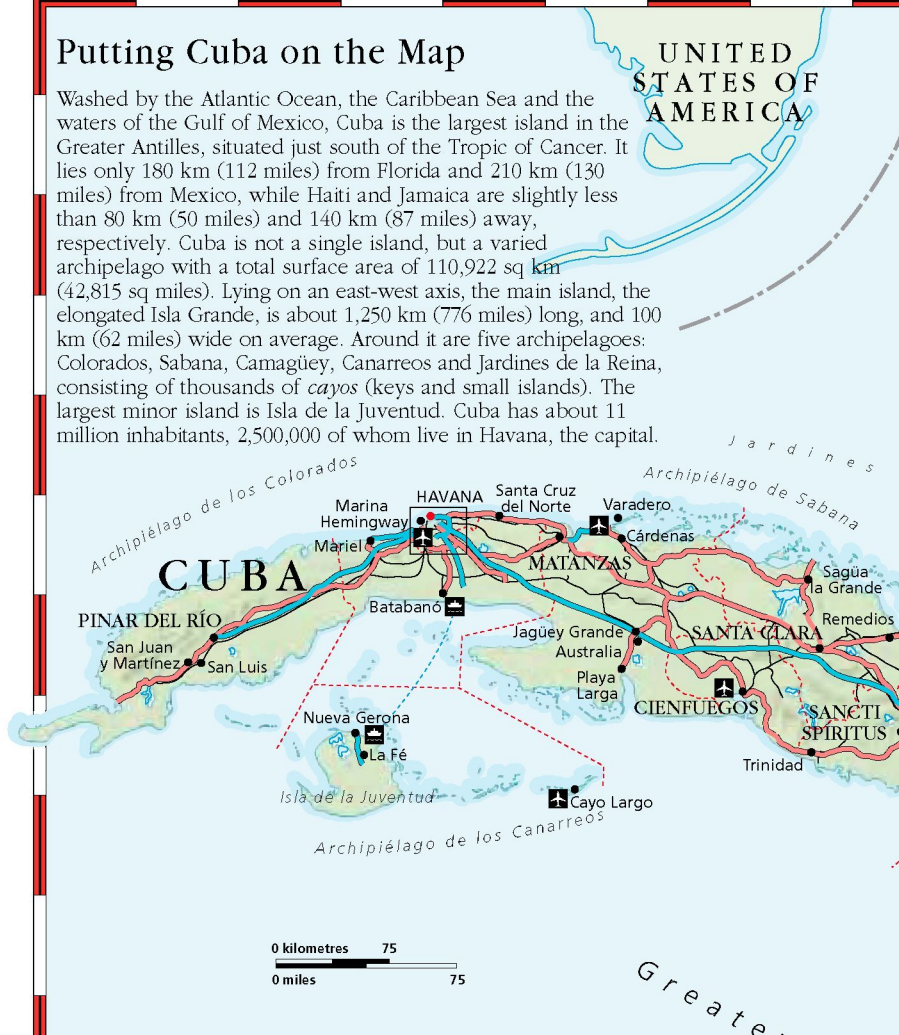 Putting Cuba on the Map
Washed by the Atlantic Ocean, the Caribbean Sea and the
waters of the Gulf of Mexico, Cuba is the largest island in the
Greater Antilles, situated just south of the Tropic of Cancer. It
lies only 180 km (112 miles) from Florida and 210 km (130
miles) from Mexico, while Haiti and Jamaica are slightly less
than 80 km (50 miles) and 140 km (87 miles) away,
respectively. Cuba is not a single island, but a varied
archipelago with a total surface area of 110,922 sq km
(42,815 sq miles). Lying on an east-west axis, the main island, the
elongated Isla Grande, is about 1,250 km (776 miles) long, and 100
km (62 miles) wide on average. Around it are five archipelagoes:
Colorados, Sabana, Camagüey, Canarreos and Jardines de la Reina,
consisting of thousands of cayos (keys and small islands). The
largest minor island is Isla de la Juventud. Cuba has about 11
million inhabitants, 2,500,000 of whom live in Havana, the capital.
UNITED
STATES OF
AMERICA
Jardines
Archipiélago de Sabana
Archipiélago de los Colorados
HAVANA
Santa Cruz
del Norte
Marina
Hemingway
Varadero
Mariel
Cárdenas
MATANZAS
CUBA
Sagüa
la Grande
Batabanó
PINAR DEL RÍO
Remedios
Jagüey Grande
SANTA CLARA
San Juan
y Martínez
Australia
San Luis
Playa
Larga
CIENFUEGOS
SANCTI
SPIRITUS
Nueva Gerona
La Fé
Trinidad
Isla de la Juventud
Cayo Largo
Archipiélago de los Canarreos
0 kilometres 75
0 miles 75
Greater